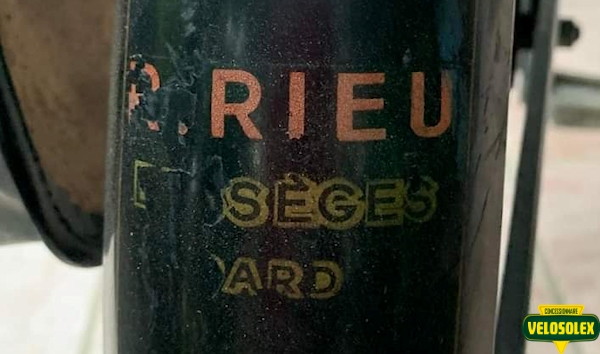 R. RIEU
SÈGES
ARD
CONCESSIONNAIRE
VELOSOLEX